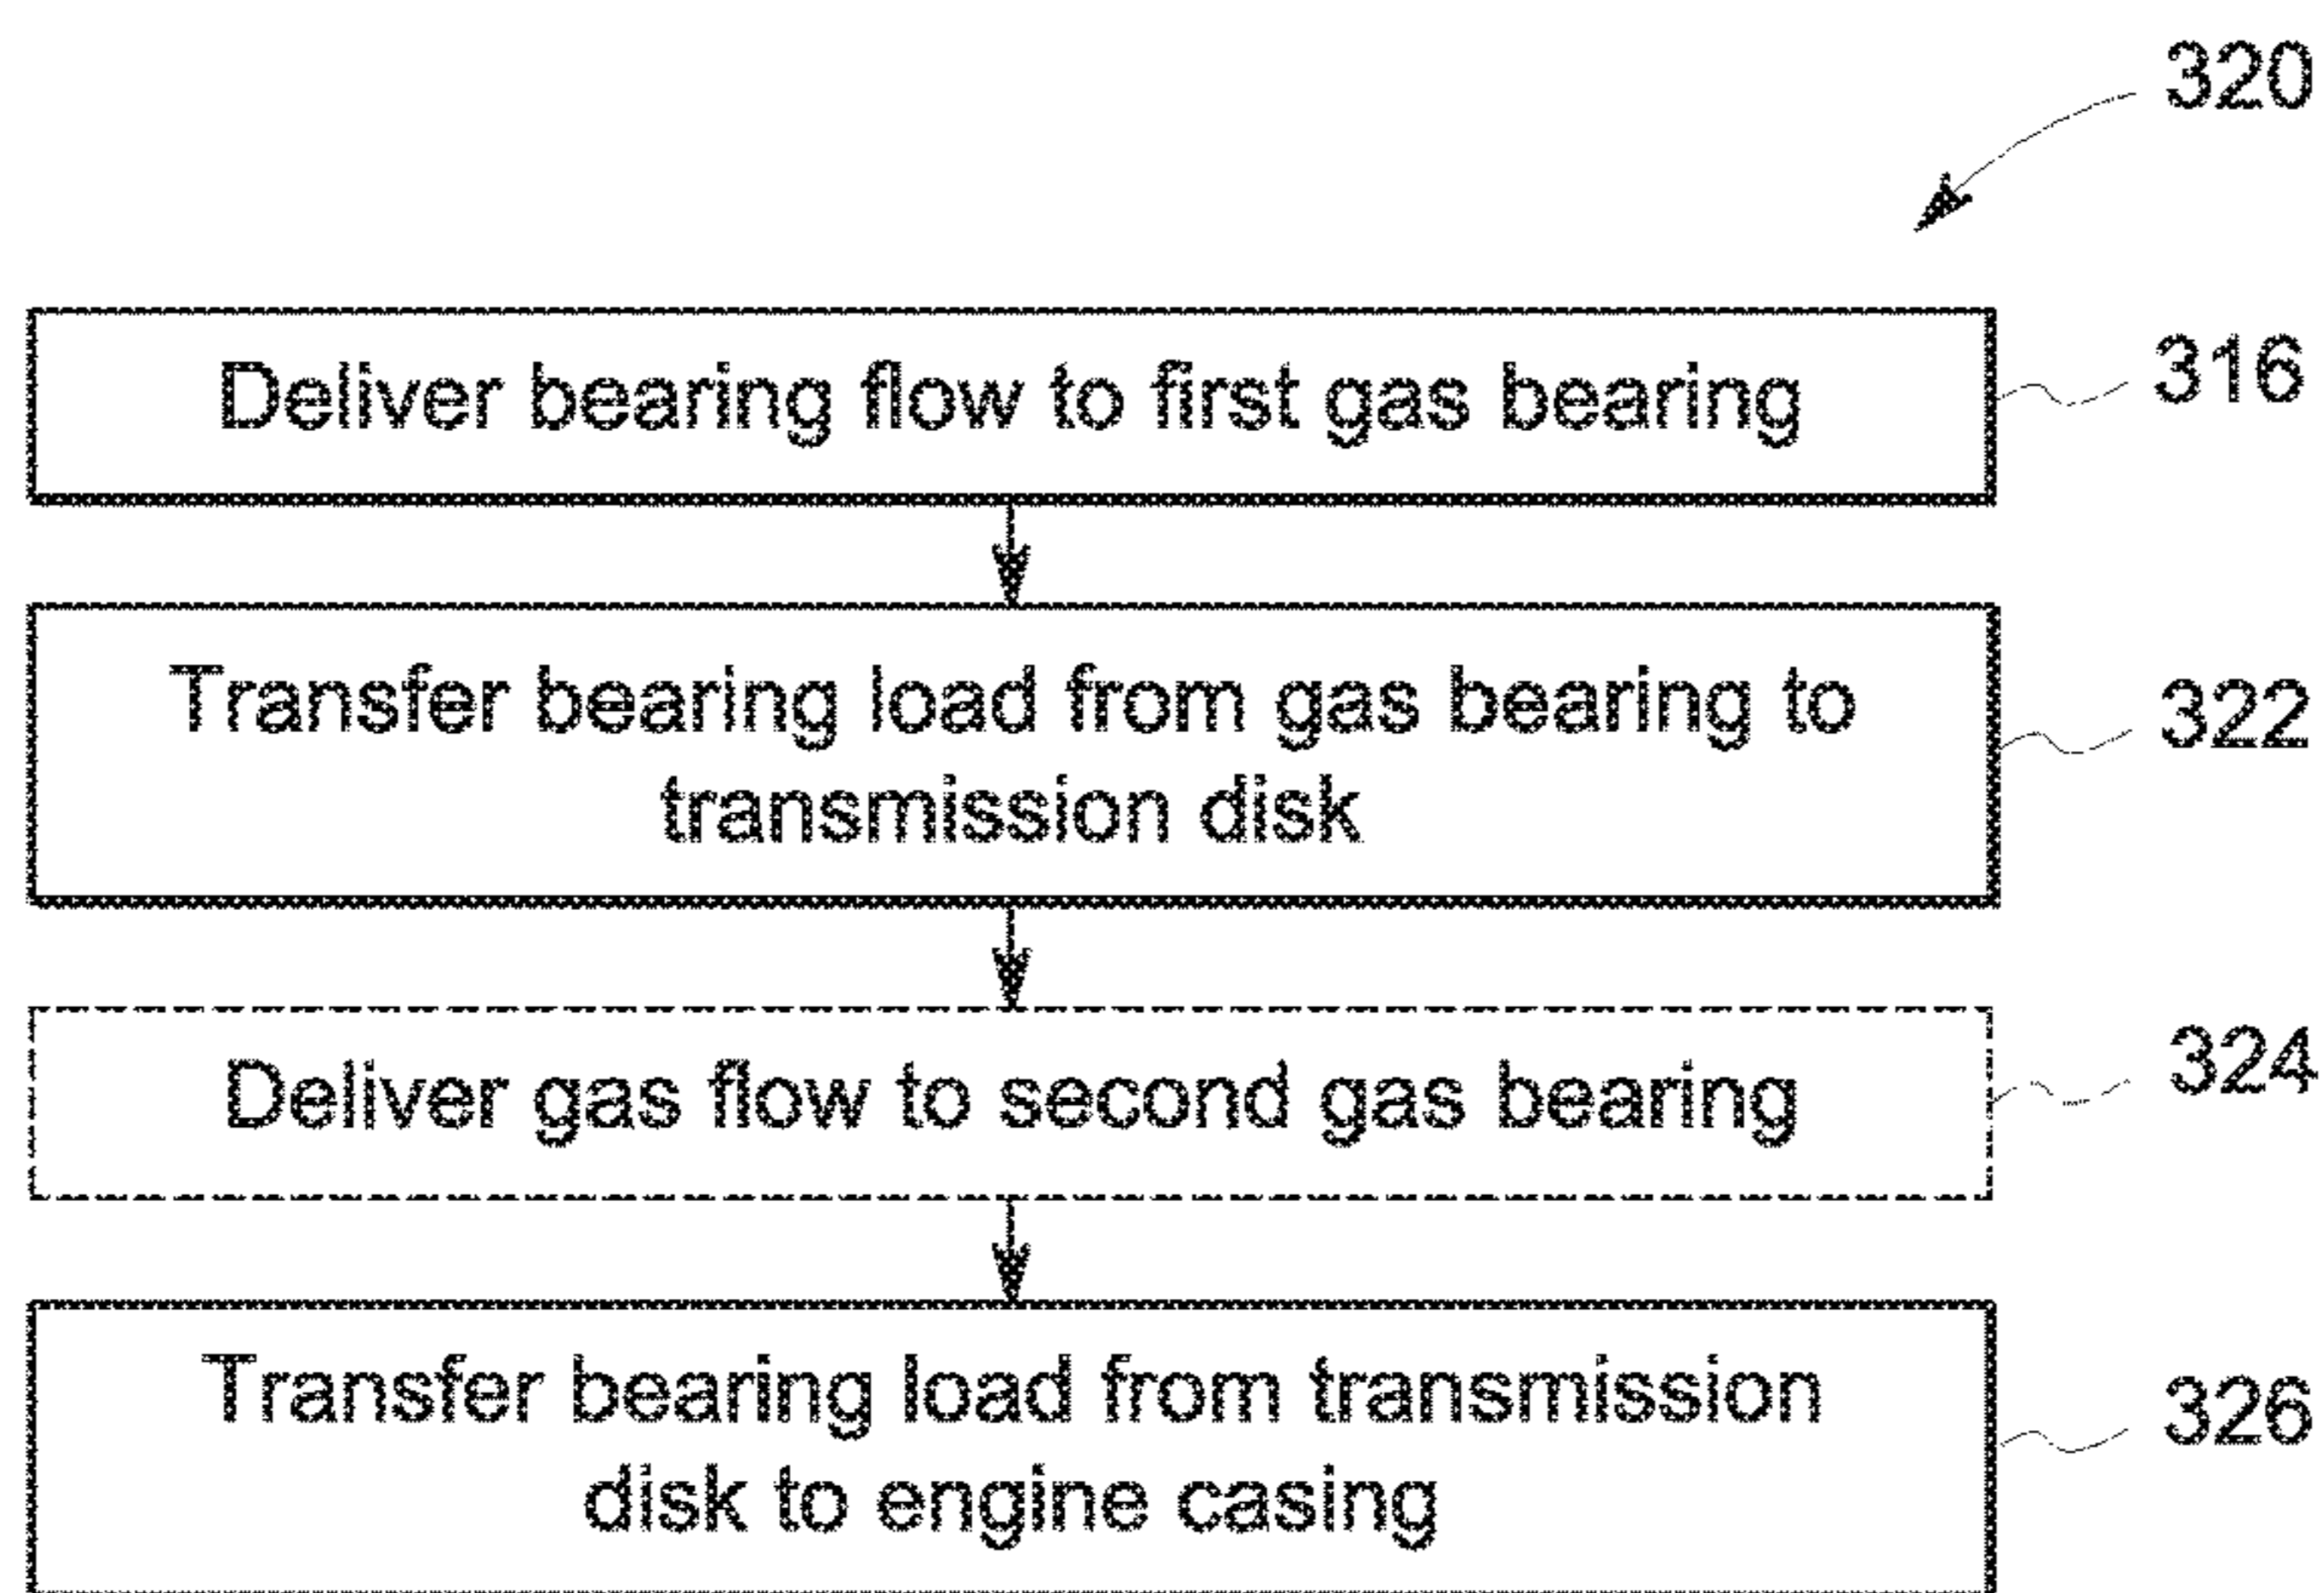 320
Deliver bearing flow to first gas bearing
316
Transfer bearing load from gas bearing to
transmission disk
322
Deliver gas flow to second gas bearing
324
Transfer bearing load from transmission
disk to engine casing
326